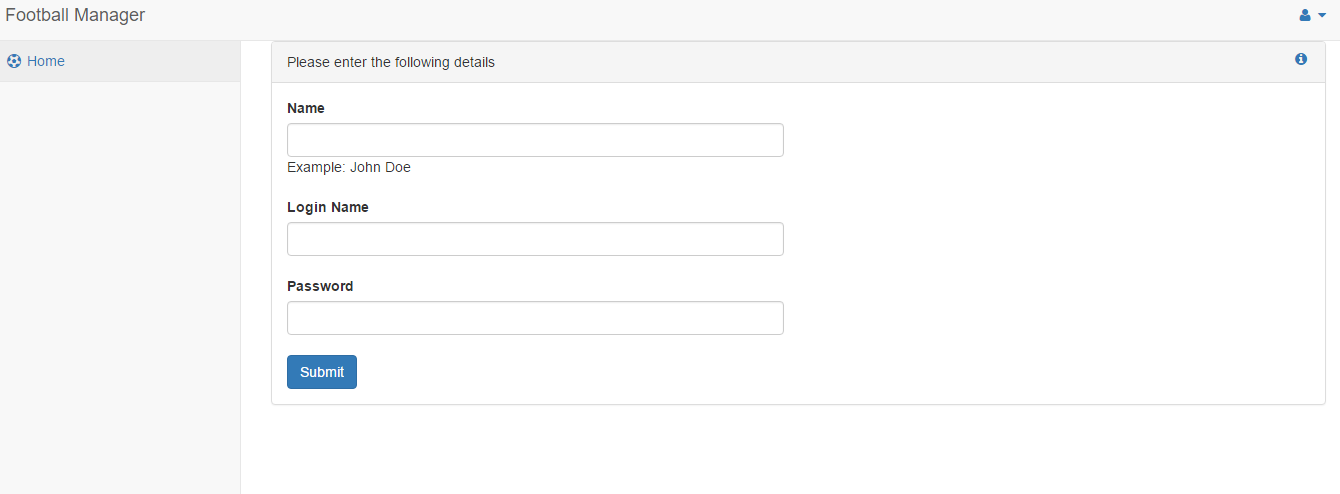 Football Manager
Home
Please enter the following details
Name
Example: John Doe
Login Name
Password
Submit